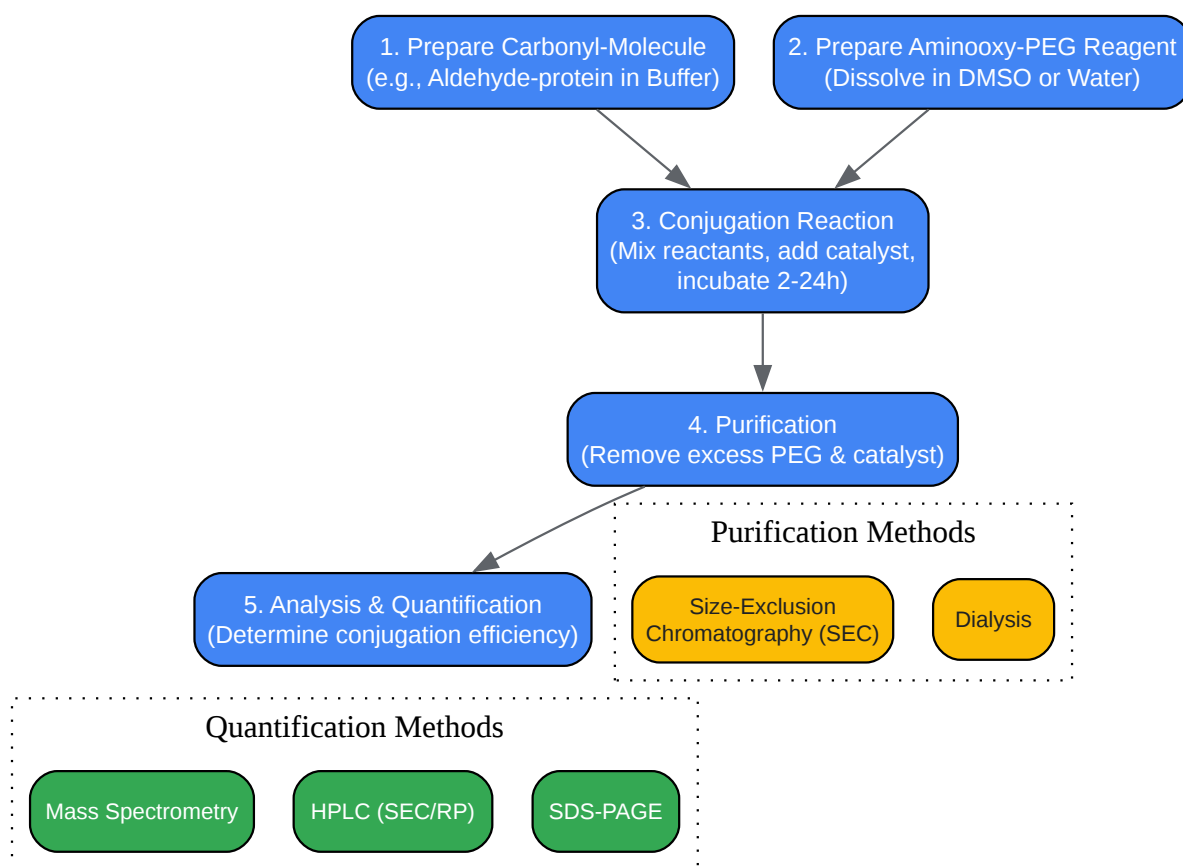 1. Prepare Carbonyl-Molecule
(e.g., Aldehyde-protein in Buffer)
2. Prepare Aminooxy-PEG Reagent
(Dissolve in DMSO or Water)
3. Conjugation Reaction
(Mix reactants, add catalyst,
incubate 2-24h)
4. Purification
(Remove excess PEG & catalyst)
Purification Methods
Size-Exclusion
Chromatography (SEC)
Dialysis
5. Analysis & Quantification
(Determine conjugation efficiency)
Quantification Methods
Mass Spectrometry
HPLC (SEC/RP)
SDS-PAGE